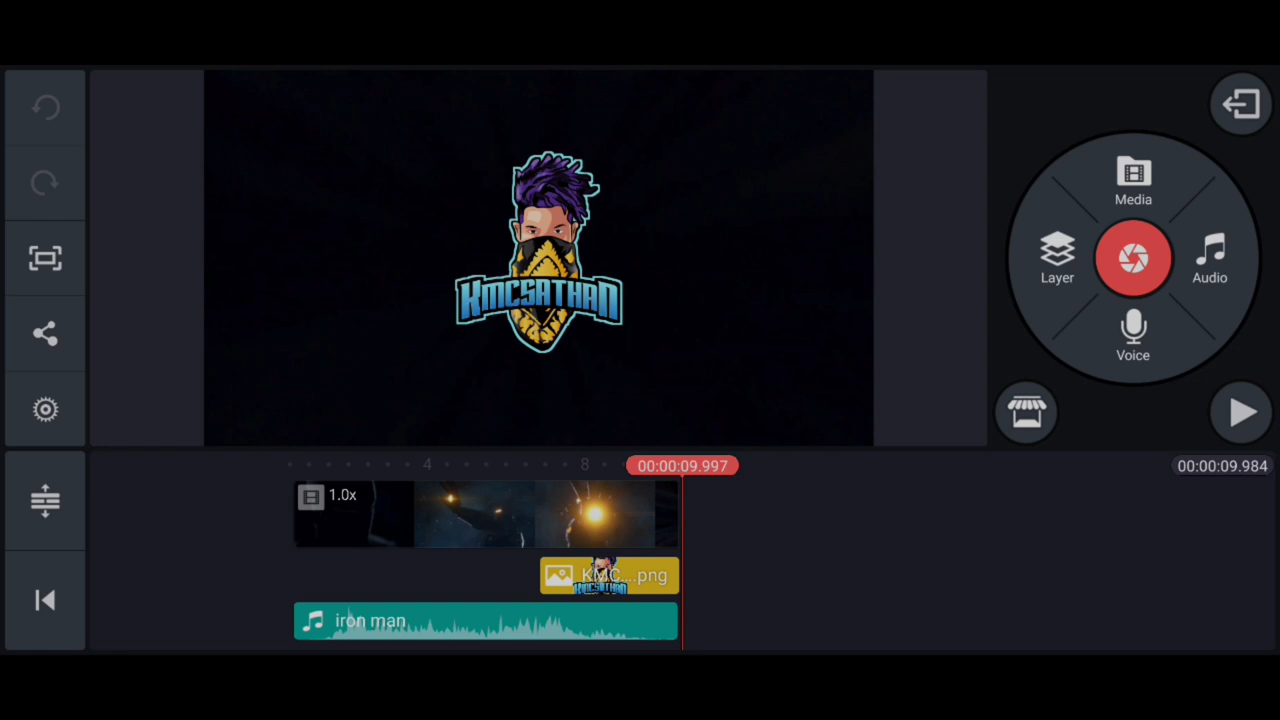 Media
Layer
Audio
Voice
KMCSATHAN
4
8
00:00:09.997
00:00:09.984
1.0x
KMC....png
iron man